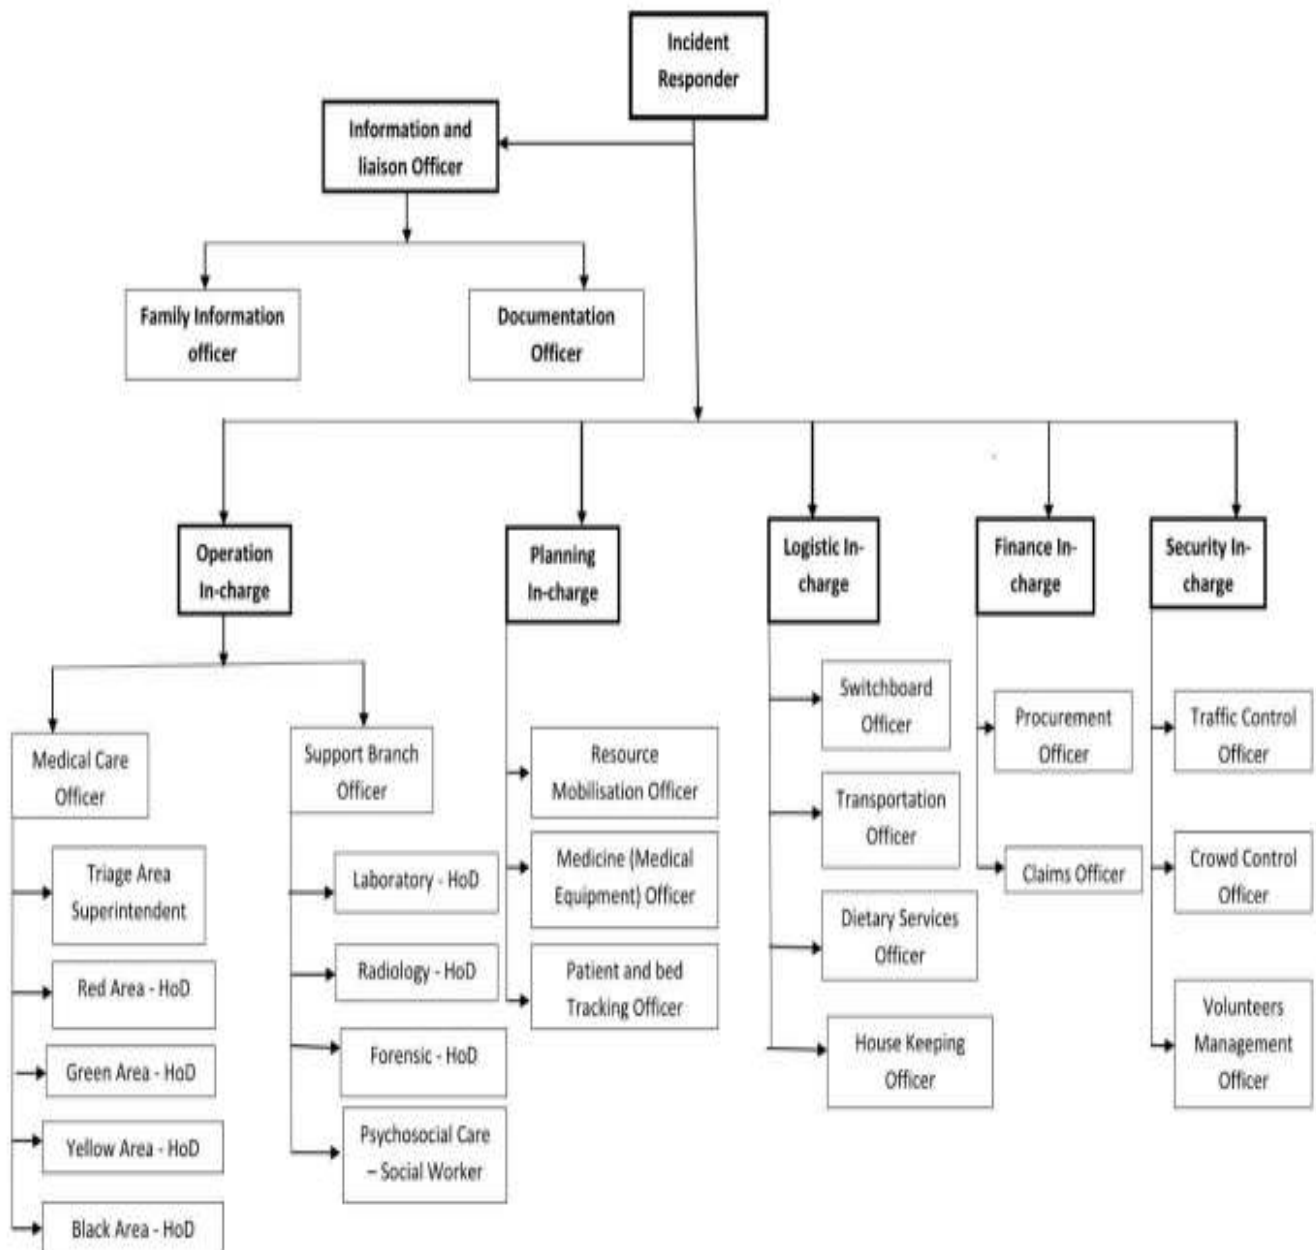 Incident
Responder
Information and
liaison Officer
Family Information
officer
Documentation
Officer
Operation
In-charge
Planning
In-charge
Logistic In-
charge
Finance In-
charge
Security In-
charge
Medical Care
Officer
Triage Area
Superintendent
Red Area - HoD
Green Area - HoD
Yellow Area - HoD
Black Area - HoD
Support Branch
Officer
Laboratory - HoD
Radiology - HoD
Forensic - HoD
Psychosocial Care
– Social Worker
Resource
Mobilisation Officer
Medicine (Medical
Equipment) Officer
Patient and bed
Tracking Officer
Switchboard
Officer
Transportation
Officer
Dietary Services
Officer
House Keeping
Officer
Procurement
Officer
Claims Officer
Traffic Control
Officer
Crowd Control
Officer
Volunteers
Management
Officer